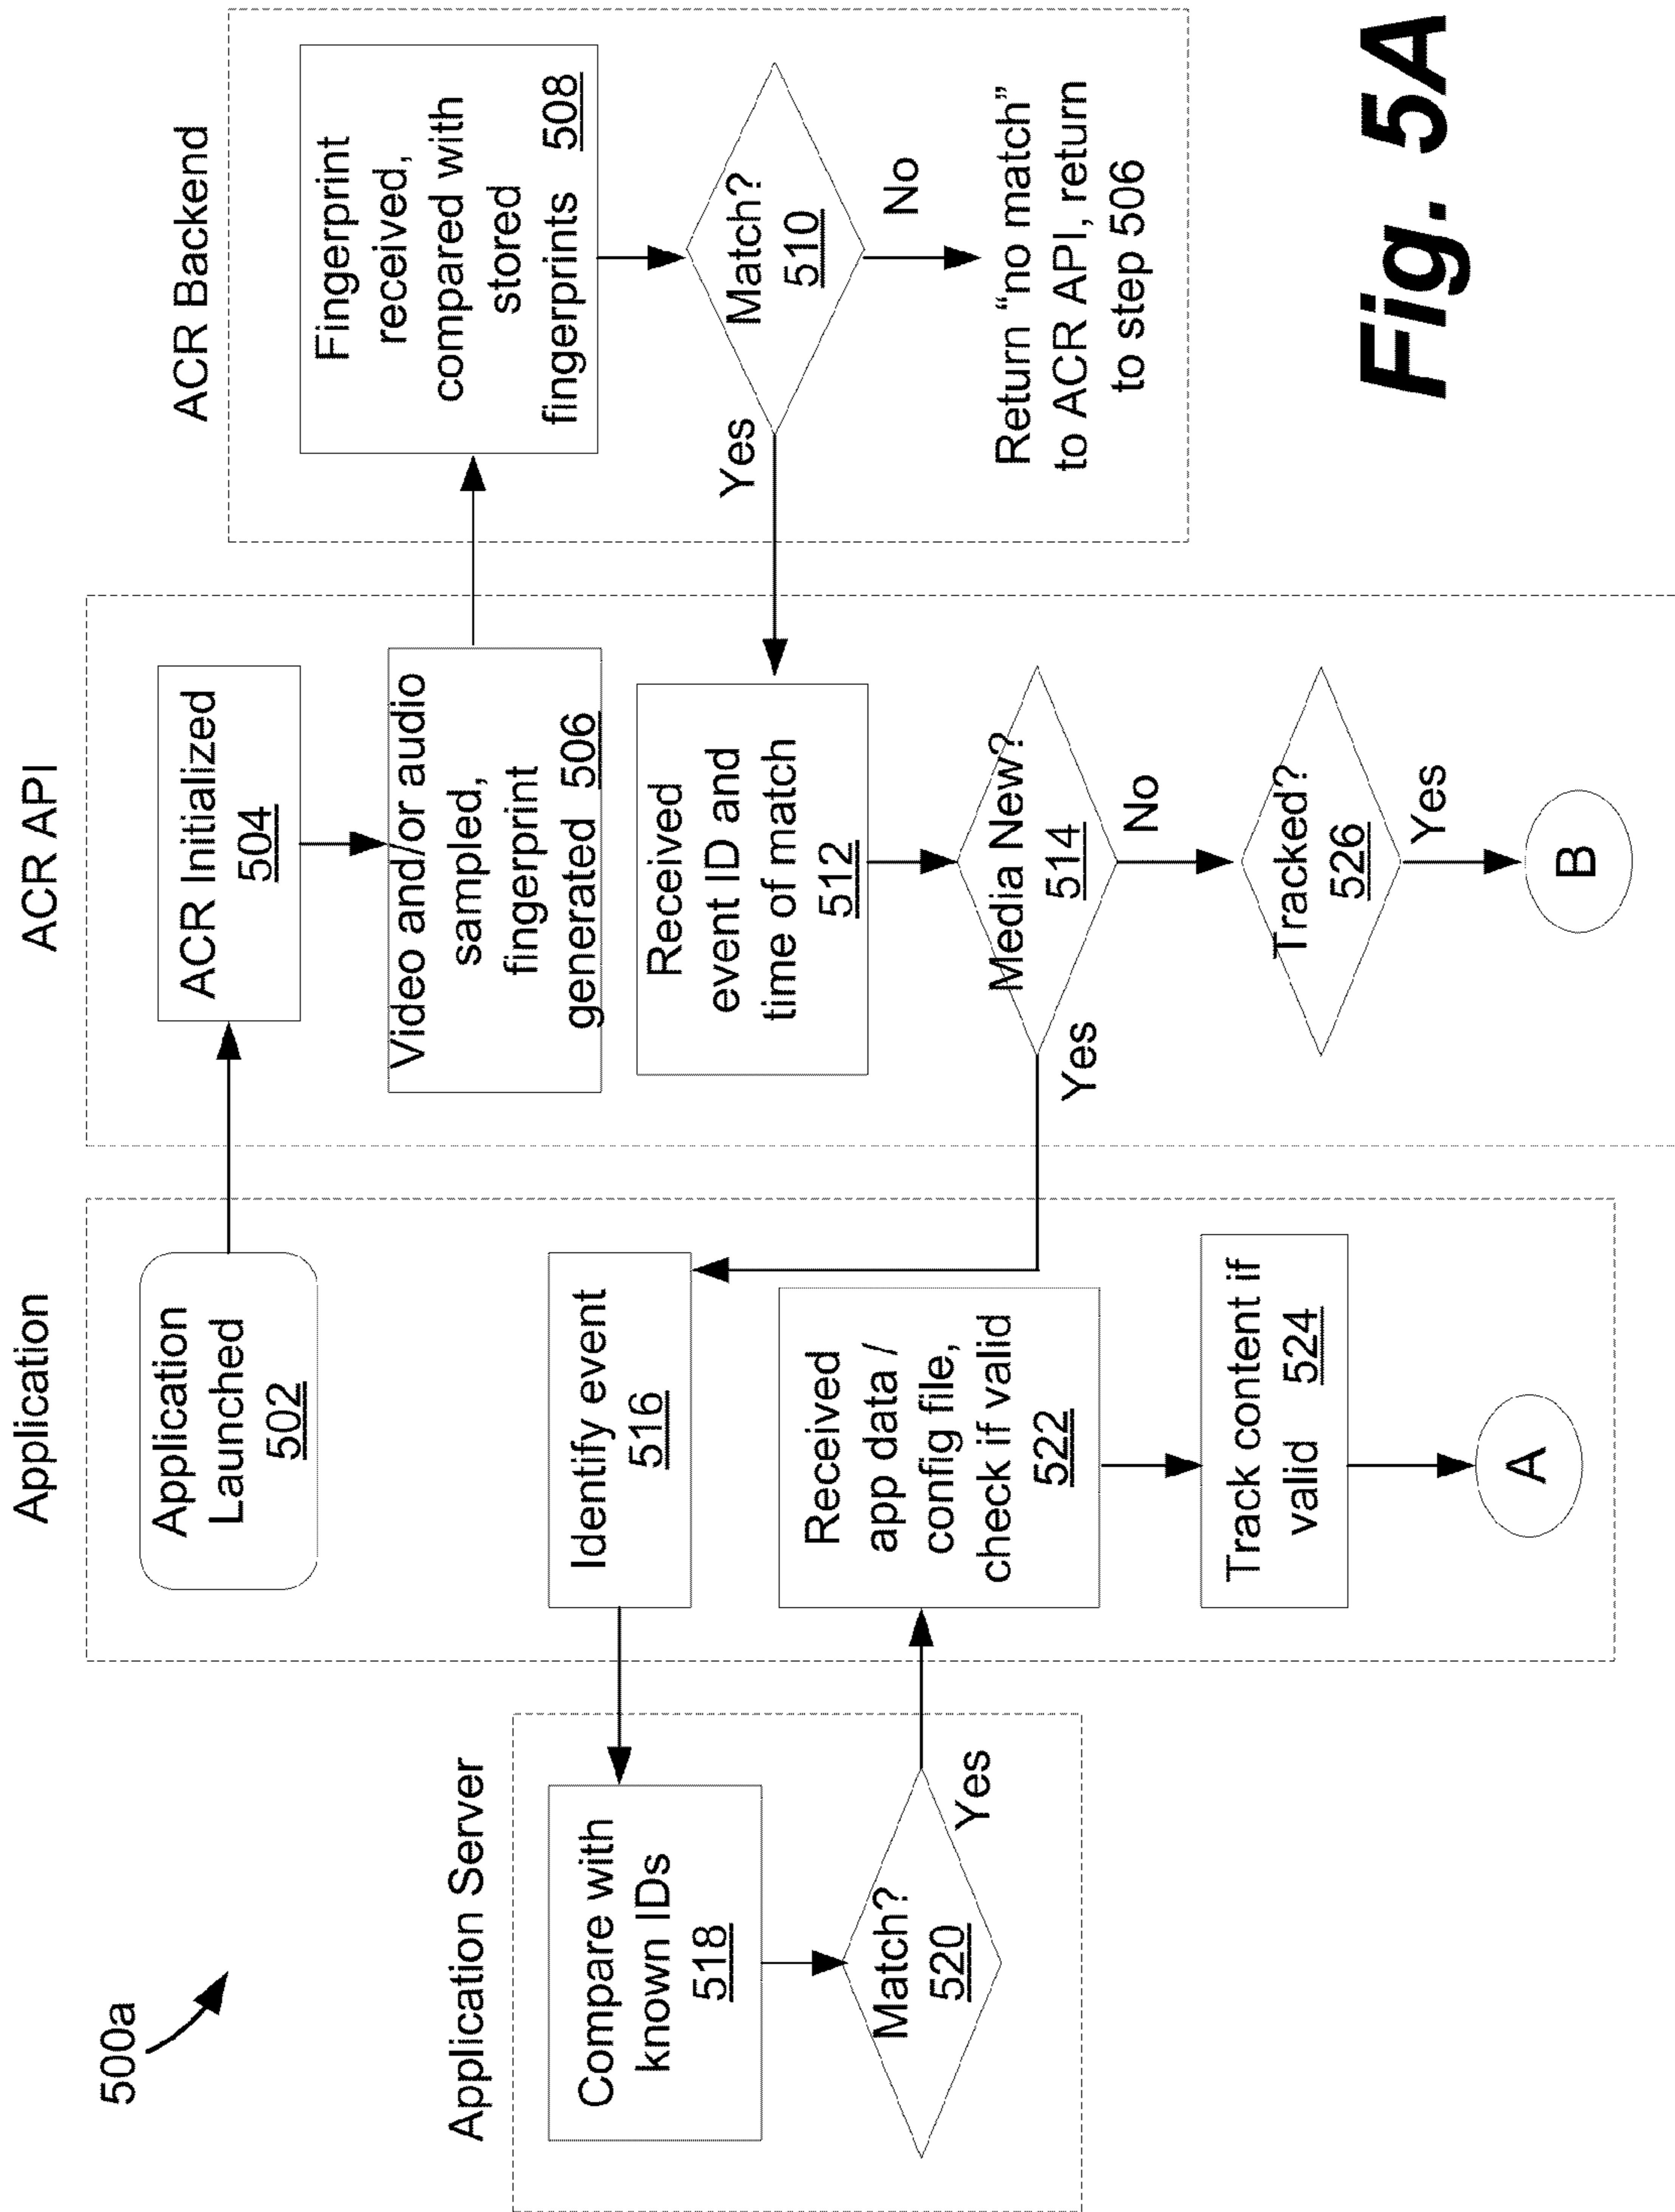 500a
Application Server
Compare with
known IDs
518
Match?
520
Yes
Application
Application
Launched
502
Identify event
516
Received
app data /
config file,
check if valid
522
Track content if
valid 524
A
ACR API
ACR Initialized
504
Video and/or audio
sampled,
fingerprint
generated 506
Received
event ID and
time of match
512
Media New?
514
Yes
No
Tracked?
526
Yes
B
ACR Backend
Fingerprint
received,
compared with
stored
fingerprints 508
Match?
510
Yes
No
Return “no match”
to ACR API, return
to step 506
Fig. 5A